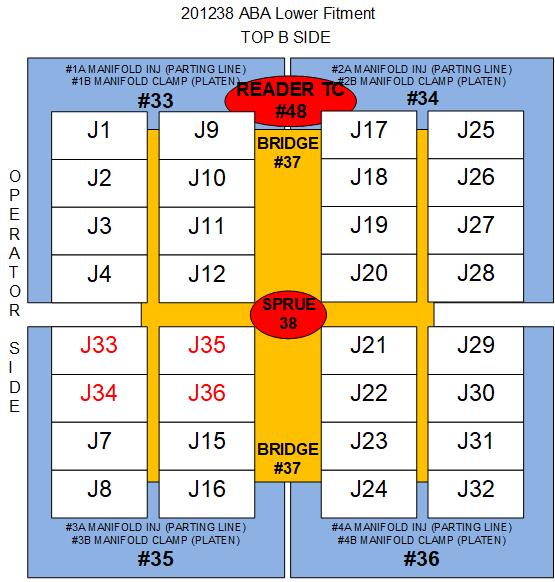 201238 ABA Lower Fitment
TOP B SIDE
#1A MANIFOLD INJ (PARTING LINE)
#1B MANIFOLD CLAMP (PLATEN)
#33
#2A MANIFOLD INJ (PARTING LINE)
#2B MANIFOLD CLAMP (PLATEN)
#34
READER TC
#48
J1 J9 J17 J25
BRIDGE
#37
J2 J10 J18 J26
J3 J11 J19 J27
J4 J12 J20 J28
OPERATOR SIDE
SPRUE
38
J33 J35 J21 J29
J34 J36 J22 J30
J7 J15 J23 J31
BRIDGE
#37
J8 J16 J24 J32
#3A MANIFOLD INJ (PARTING LINE)
#3B MANIFOLD CLAMP (PLATEN)
#35
#4A MANIFOLD INJ (PARTING LINE)
#4B MANIFOLD CLAMP (PLATEN)
#36